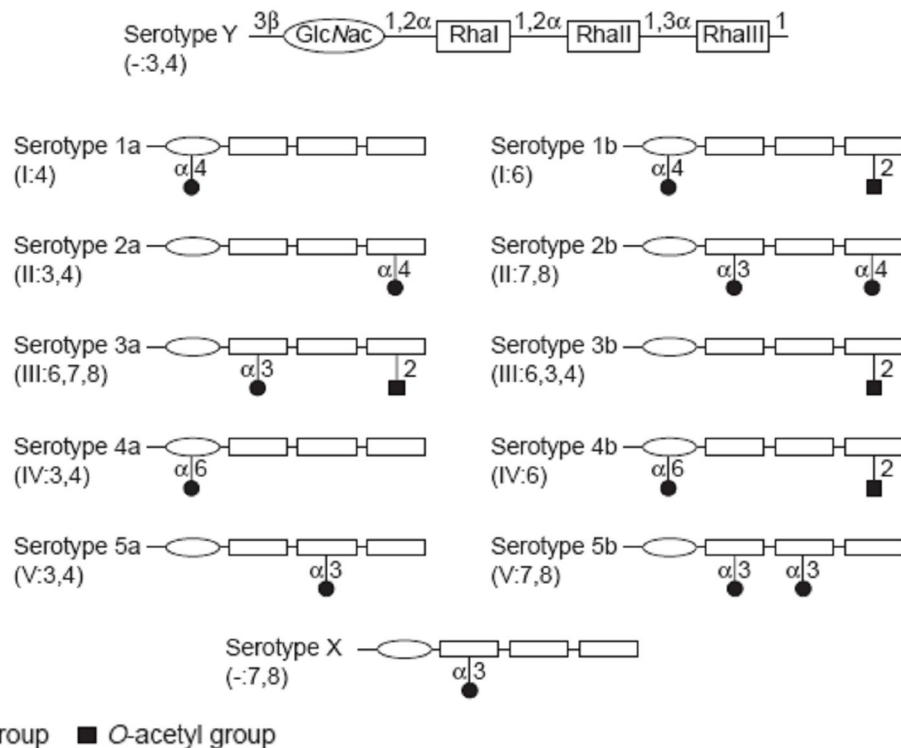 Serotype Y 3β GlcNac 1,2α RhaI 1,2α RhaII 1,3α RhaIII 1
(-:3,4)
Serotype 1a
(I:4)
α 4
Serotype 1b
(I:6)
α 4
2
Serotype 2a
(II:3,4)
α 4
Serotype 2b
(II:7,8)
α 3
α 4
Serotype 3a
(III:6,7,8)
α 3
2
Serotype 3b
(III:6,3,4)
2
Serotype 4a
(IV:3,4)
α 6
Serotype 4b
(IV:6)
α 6
2
Serotype 5a
(V:3,4)
α 3
Serotype 5b
(V:7,8)
α 3
α 3
Serotype X
(-:7,8)
α 3
roup O-acetyl group